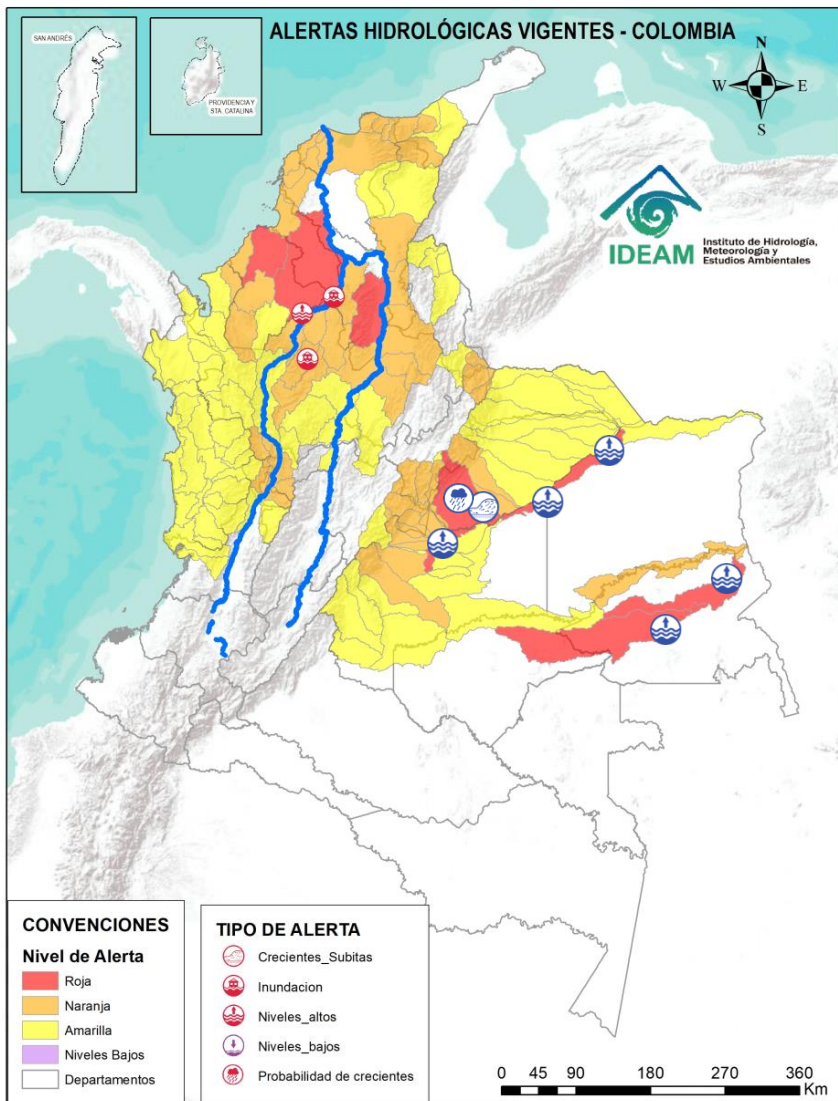 ALERTAS HIDROLÓGICAS VIGENTES - COLOMBIA
SAN ANDRÉS
PROVIDENCIA Y
STA. CATALINA
N
W
E
S
IDEAM
Instituto de Hidrología,
Meteorología y
Estudios Ambientales
CONVENCIONES
Nivel de Alerta
Roja
Naranja
Amarilla
Niveles Bajos
Departamentos
TIPO DE ALERTA
Crecientes_Subitas
Inundacion
Niveles_altos
Niveles_bajos
Probabilidad de crecientes
0 45 90 180 270 360
Km